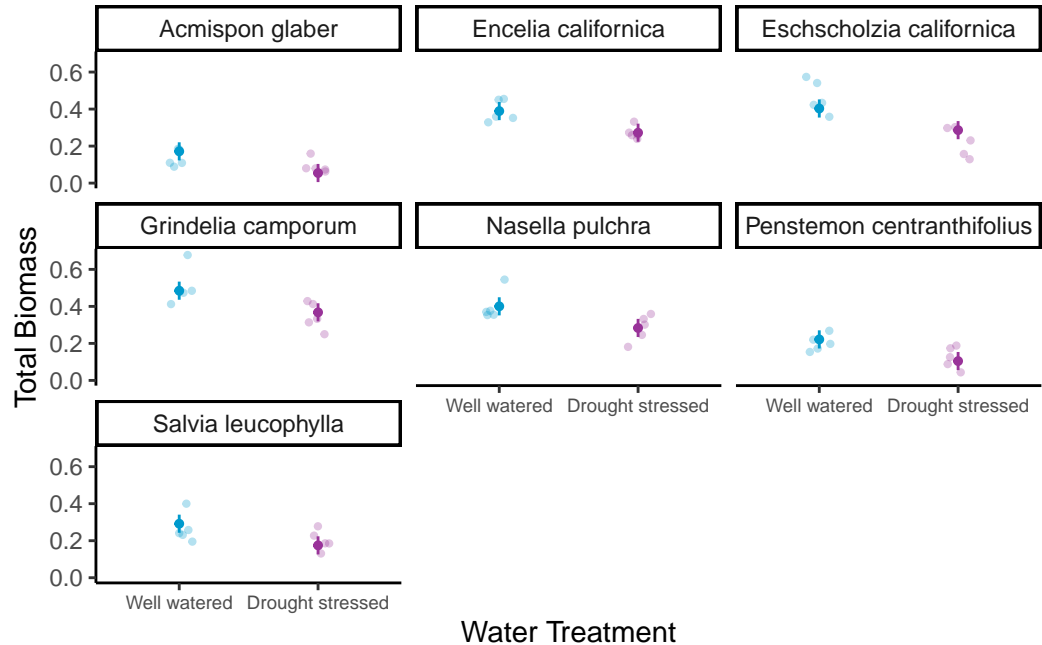 Acmispon glaber
Encelia californica
Eschscholzia californica
0.6
0.4
0.2
0.0
Grindelia camporum
Nasella pulchra
Penstemon centranthifolius
0.6
0.4
0.2
0.0
Well watered
Drought stressed
Well watered
Drought stressed
Salvia leucophylla
0.6
0.4
0.2
0.0
Well watered
Drought stressed
Total Biomass
Water Treatment